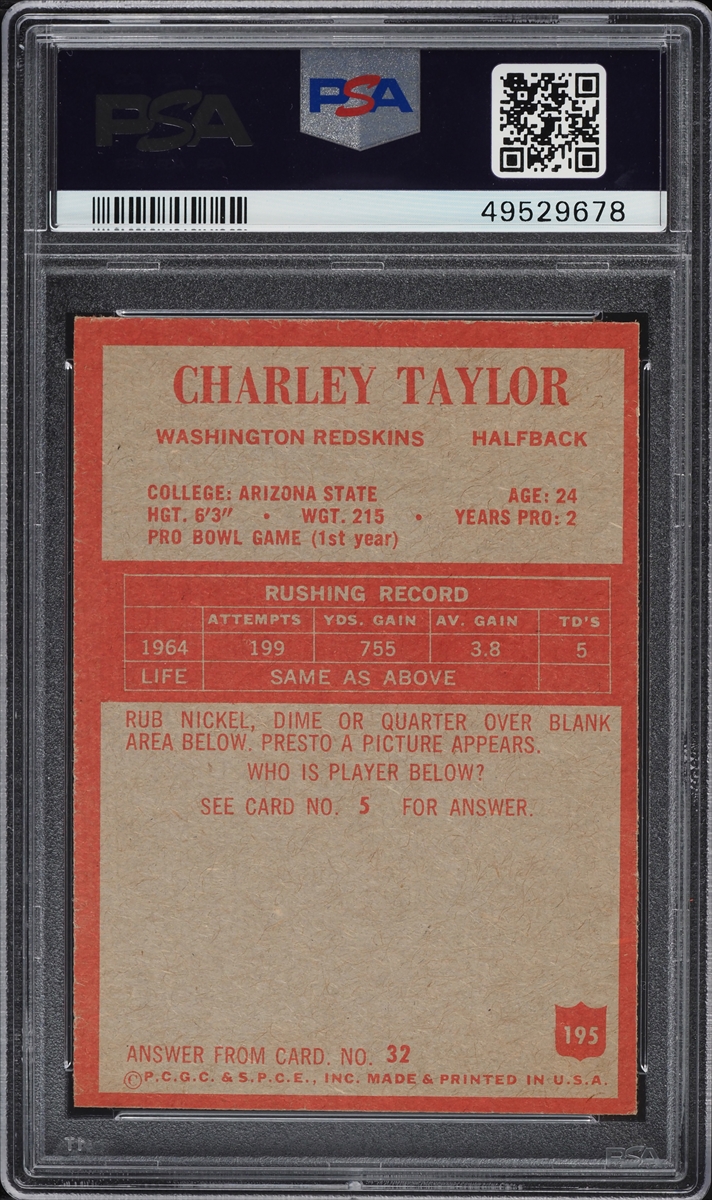 PSA
PSA
49529678
CHARLEY TAYLOR
WASHINGTON REDSKINS HALFBACK
COLLEGE: ARIZONA STATE AGE: 24
HGT. 6'3" • WGT. 215 • YEARS PRO: 2
PRO BOWL GAME (1st year)
RUSHING RECORD
ATTEMPTS YDS. GAIN AV. GAIN TD'S
1964 199 755 3.8 5
LIFE SAME AS ABOVE
RUB NICKEL, DIME OR QUARTER OVER BLANK
AREA BELOW. PRESTO A PICTURE APPEARS.
WHO IS PLAYER BELOW?
SEE CARD NO. 5 FOR ANSWER.
195
ANSWER FROM CARD. NO. 32
©P.C.G.C. & S.P.C.E., INC. MADE & PRINTED IN U.S.A.
PSA